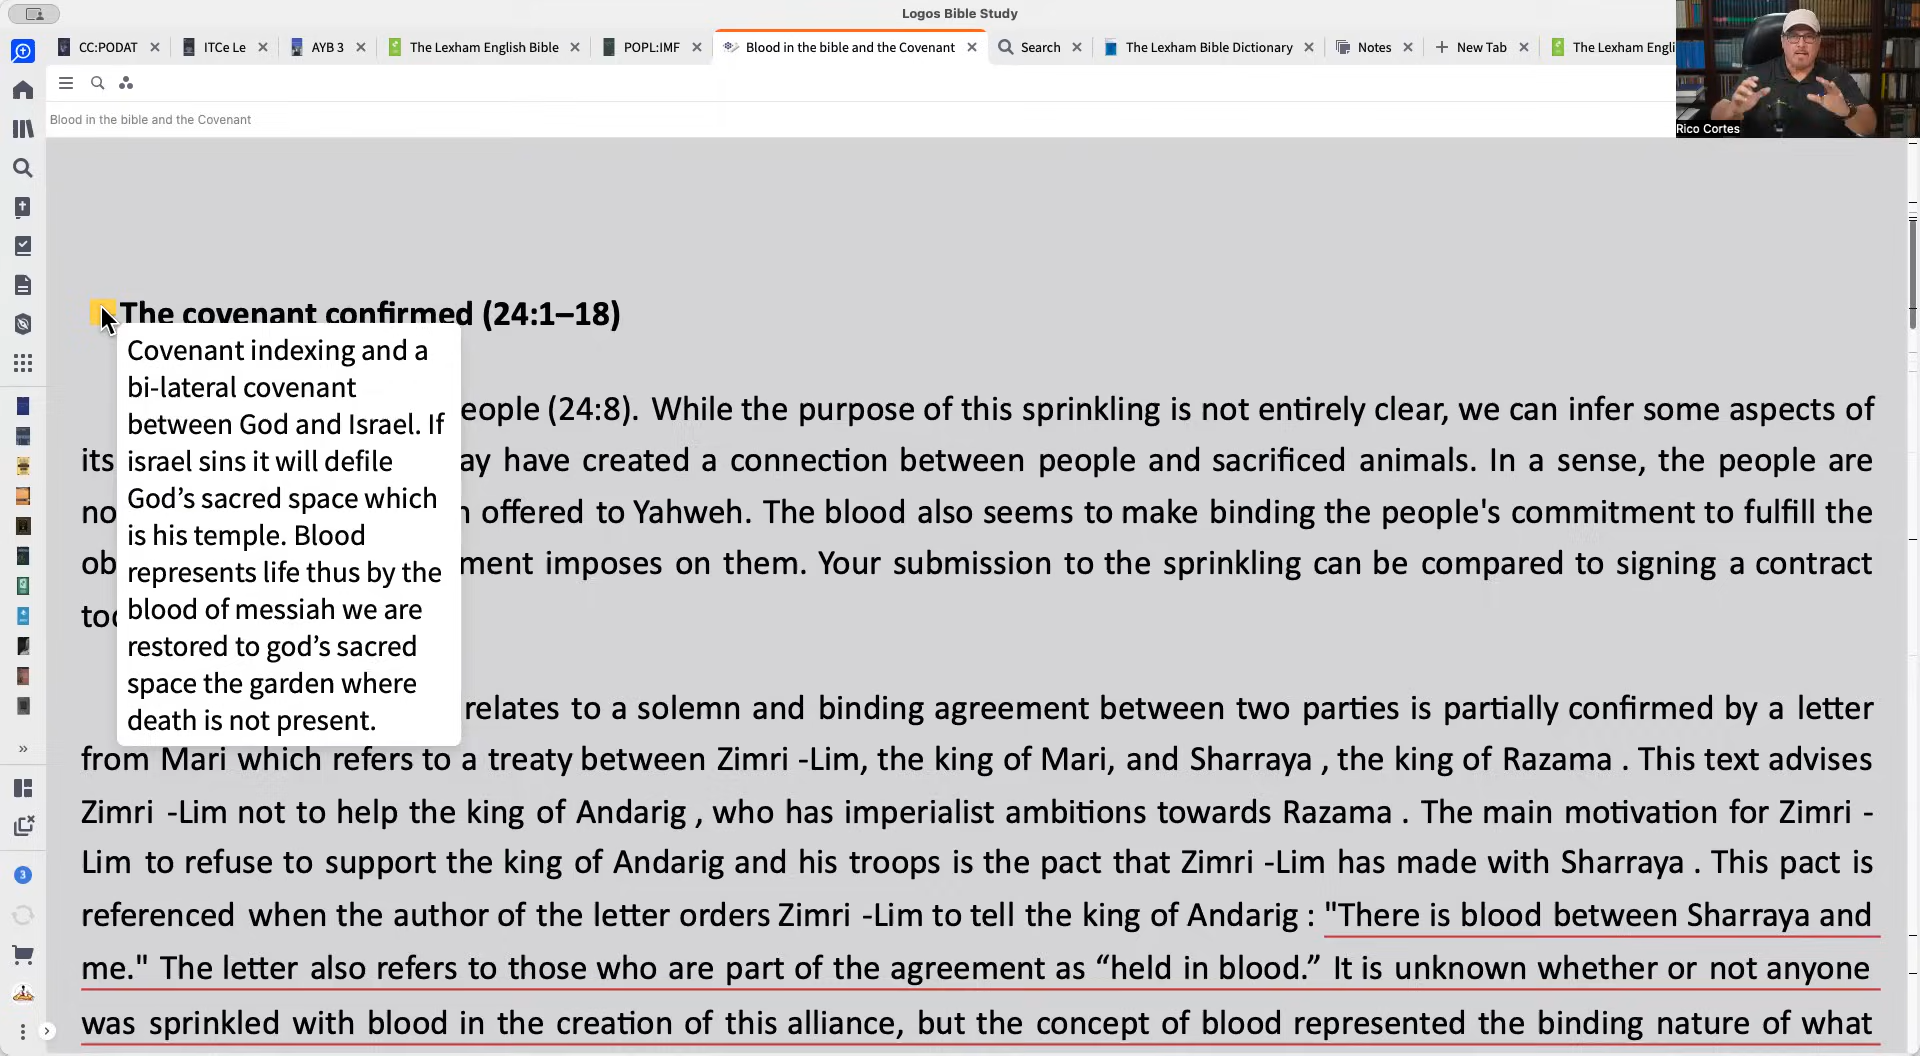 Logos Bible Study
CC:PODAT
ITCe Le
AYB 3
The Lexham English Bible
POPL:IMF
Blood in the bible and the Covenant
Search
The Lexham Bible Dictionary
Notes
New Tab
The Lexham Engli
Rico Cortes
Blood in the bible and the Covenant
The covenant confirmed (24:1–18)
Covenant indexing and a
bi-lateral covenant
between God and Israel. If
israel sins it will defile
God’s sacred space which
is his temple. Blood
represents life thus by the
blood of messiah we are
restored to god’s sacred
space the garden where
death is not present.
eople (24:8). While the purpose of this sprinkling is not entirely clear, we can infer some aspects of
its ay have created a connection between people and sacrificed animals. In a sense, the people are
no n offered to Yahweh. The blood also seems to make binding the people's commitment to fulfill the
ob ment imposes on them. Your submission to the sprinkling can be compared to signing a contract
too
relates to a solemn and binding agreement between two parties is partially confirmed by a letter
from Mari which refers to a treaty between Zimri -Lim, the king of Mari, and Sharraya , the king of Razama . This text advises
Zimri -Lim not to help the king of Andarig , who has imperialist ambitions towards Razama . The main motivation for Zimri -
Lim to refuse to support the king of Andarig and his troops is the pact that Zimri -Lim has made with Sharraya . This pact is
referenced when the author of the letter orders Zimri -Lim to tell the king of Andarig : "There is blood between Sharraya and
me." The letter also refers to those who are part of the agreement as “held in blood.” It is unknown whether or not anyone
was sprinkled with blood in the creation of this alliance, but the concept of blood represented the binding nature of what
3